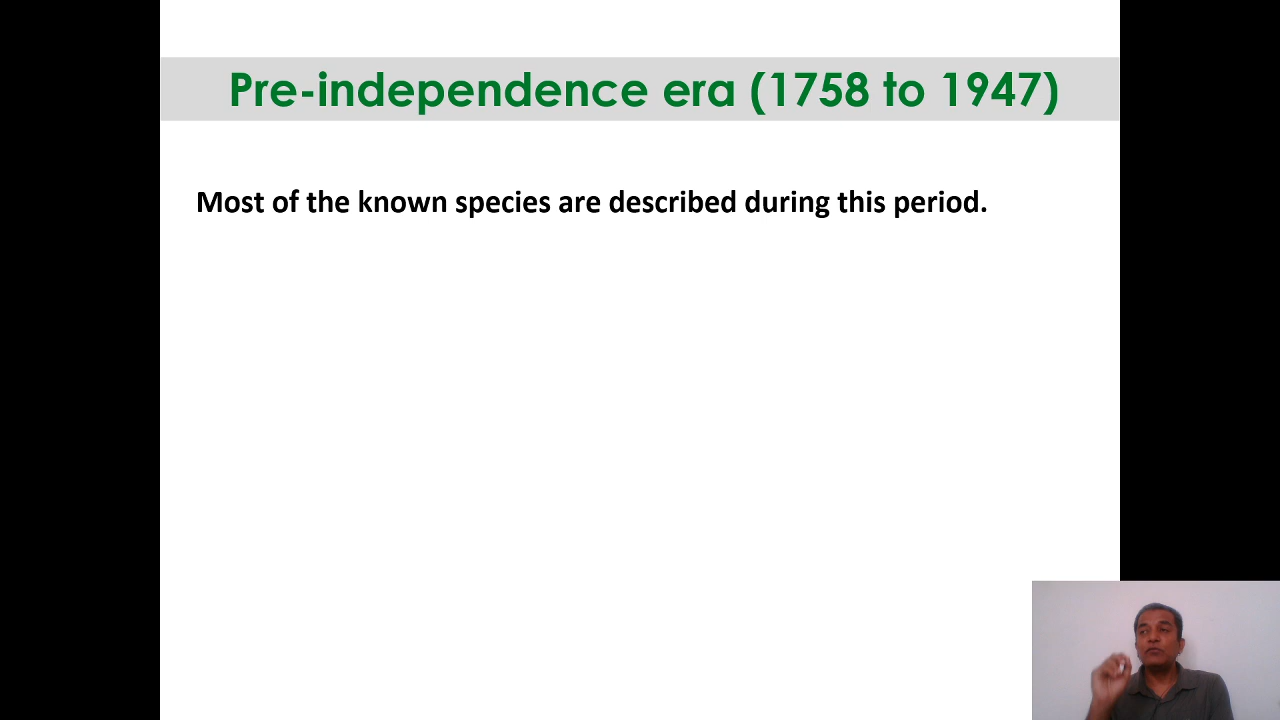 Pre-independence era (1758 to 1947)
Most of the known species are described during this period.